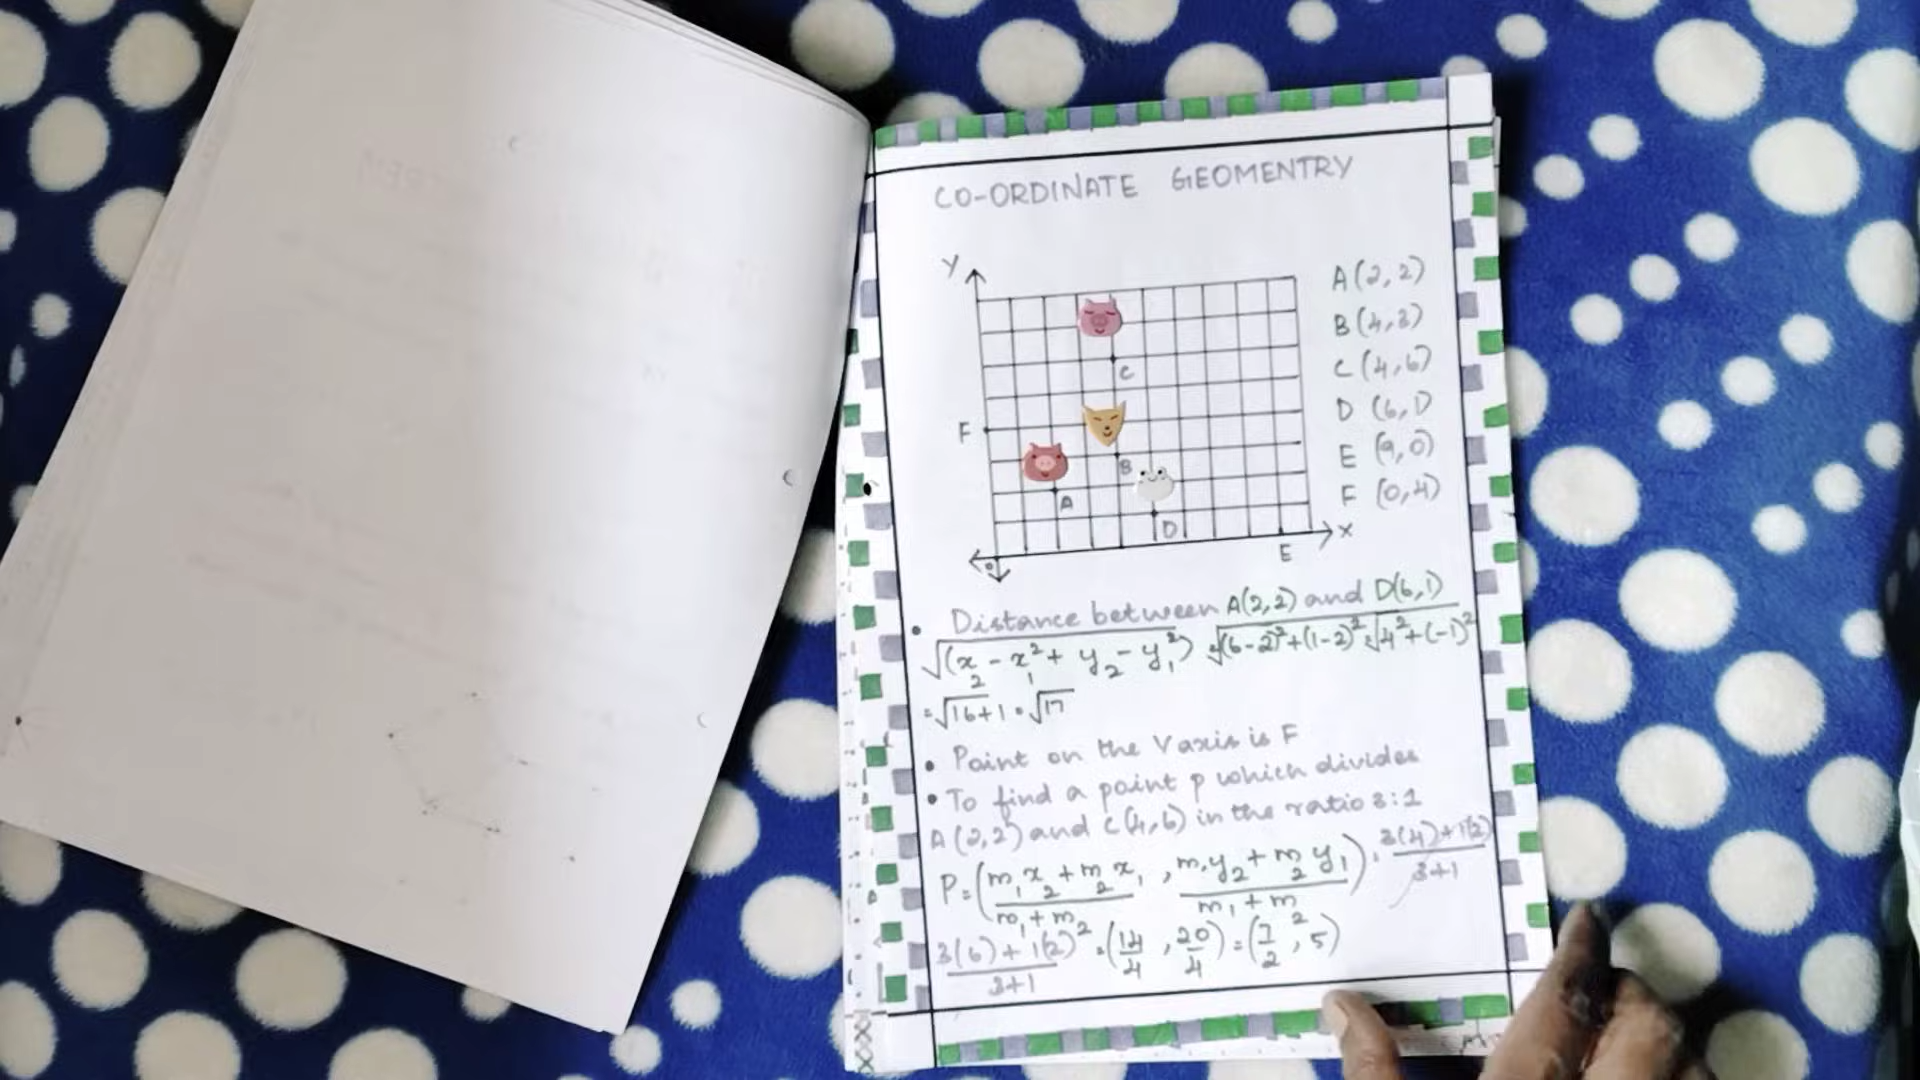 CO-ORDINATE GEOMENTRY
Y
A (2, 2)
B (4, 3)
C (4, 6)
D (6, 1)
E (9, 0)
F (0, 4)
C
F
B
A
D
X
E
0
• Distance between A(2,2) and D(6,1)
√(x₂ - x₁² + y₂ - y₁²) = √(6-2)² + (1-2)² = √4² + (-1)²
= √16+1 = √17
• Point on the Y axis is F
• To find a point p which divides
A (2,2) and C (4,6) in the ratio 3:1
P = (m₁x₂ + m₂x₁ / m₁ + m₂ , m₁y₂ + m₂y₁ / m₁ + m₂) = 3(4)+1(2) / 3+1
3(6)+1(2) / 3+1 = (14/4 , 20/4) = (7/2 , 5)